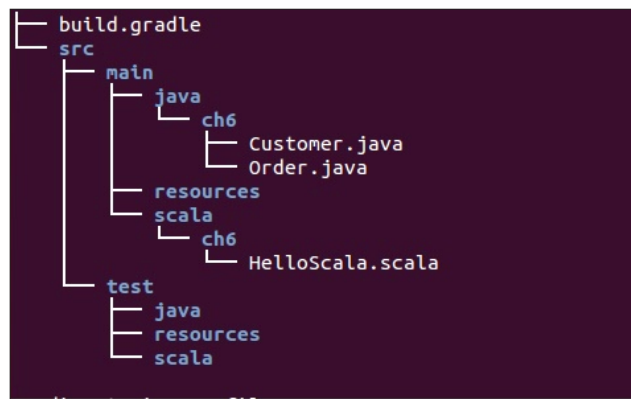 build.gradle
src
main
java
ch6
Customer.java
Order.java
resources
scala
ch6
HelloScala.scala
test
java
resources
scala